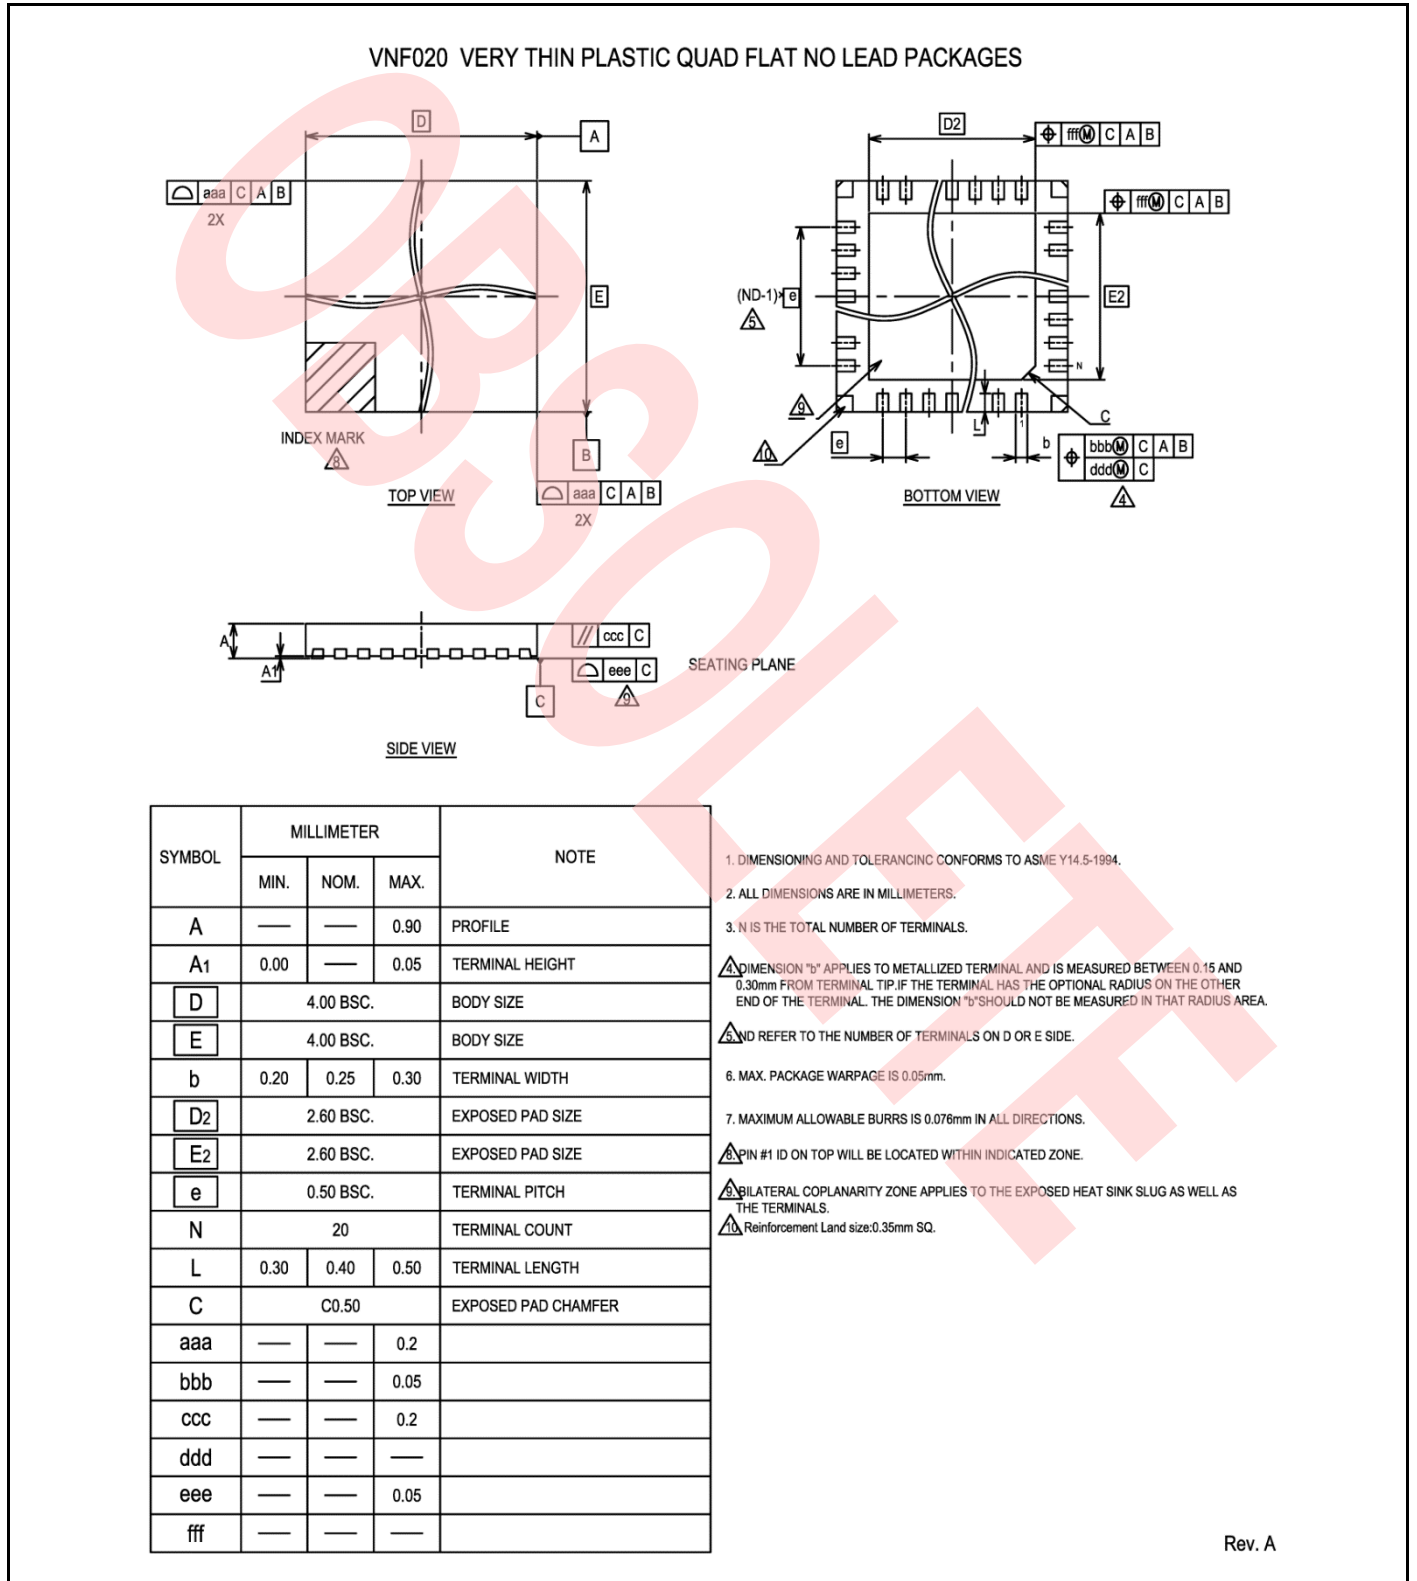 VNF020 VERY THIN PLASTIC QUAD FLAT NO LEAD PACKAGES
D
A
aaa C A B
2X
E
INDEX MARK
8
B
TOP VIEW
aaa C A B
2X
D2
fffⓂ C A B
fffⓂ C A B
(ND-1)× e
5
E2
N
9
10
e
L
1
b
C
bbbⓂ C A B
dddⓂ C
4
BOTTOM VIEW
A
A1
ccc C
eee C
9
C
SEATING PLANE
SIDE VIEW
OBSOLETE
SYMBOL MILLIMETER NOTE
MIN. NOM. MAX.
A — — 0.90 PROFILE
A1 0.00 — 0.05 TERMINAL HEIGHT
D 4.00 BSC. BODY SIZE
E 4.00 BSC. BODY SIZE
b 0.20 0.25 0.30 TERMINAL WIDTH
D2 2.60 BSC. EXPOSED PAD SIZE
E2 2.60 BSC. EXPOSED PAD SIZE
e 0.50 BSC. TERMINAL PITCH
N 20 TERMINAL COUNT
L 0.30 0.40 0.50 TERMINAL LENGTH
C C0.50 EXPOSED PAD CHAMFER
aaa — — 0.2
bbb — — 0.05
ccc — — 0.2
ddd — — —
eee — — 0.05
fff — — —
1. DIMENSIONING AND TOLERANCINC CONFORMS TO ASME Y14.5-1994.
2. ALL DIMENSIONS ARE IN MILLIMETERS.
3. N IS THE TOTAL NUMBER OF TERMINALS.
4. DIMENSION "b" APPLIES TO METALLIZED TERMINAL AND IS MEASURED BETWEEN 0.15 AND
0.30mm FROM TERMINAL TIP.IF THE TERMINAL HAS THE OPTIONAL RADIUS ON THE OTHER
END OF THE TERMINAL. THE DIMENSION "b"SHOULD NOT BE MEASURED IN THAT RADIUS AREA.
5. ND REFER TO THE NUMBER OF TERMINALS ON D OR E SIDE.
6. MAX. PACKAGE WARPAGE IS 0.05mm.
7. MAXIMUM ALLOWABLE BURRS IS 0.076mm IN ALL DIRECTIONS.
8. PIN #1 ID ON TOP WILL BE LOCATED WITHIN INDICATED ZONE.
9. BILATERAL COPLANARITY ZONE APPLIES TO THE EXPOSED HEAT SINK SLUG AS WELL AS
THE TERMINALS.
10. Reinforcement Land size:0.35mm SQ.
Rev. A